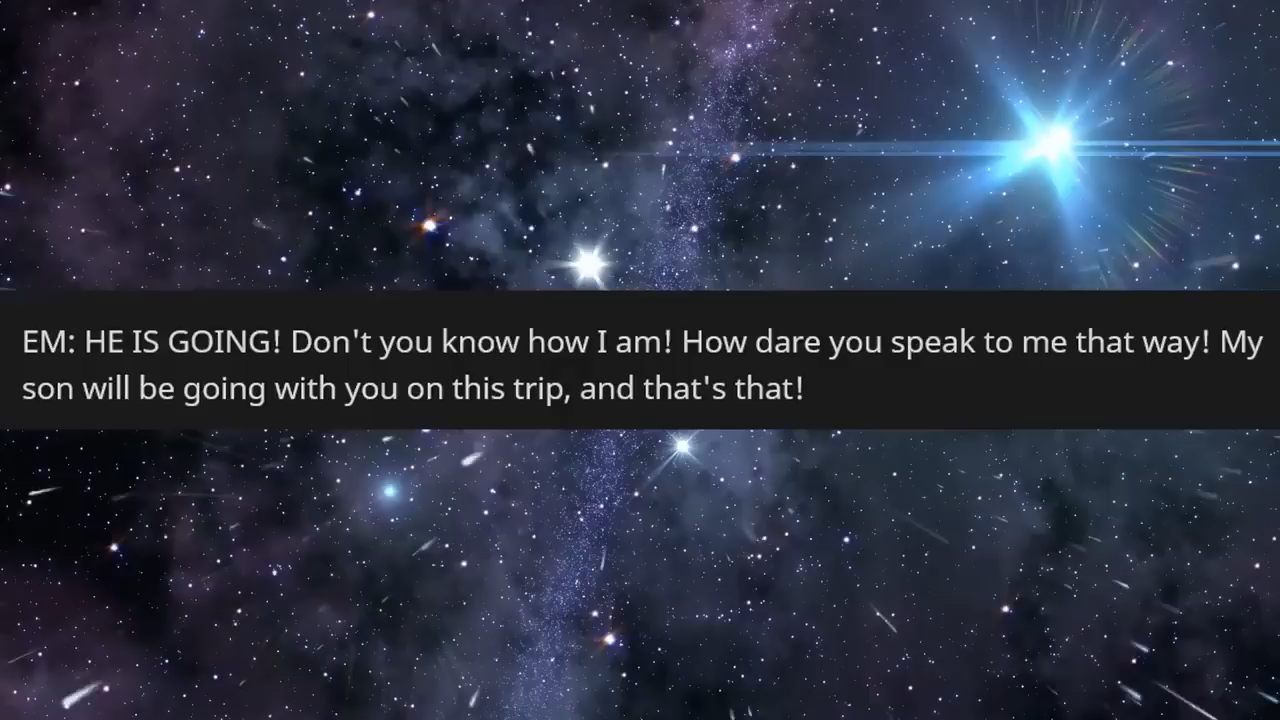 EM: HE IS GOING! Don't you know how I am! How dare you speak to me that way! My
son will be going with you on this trip, and that's that!